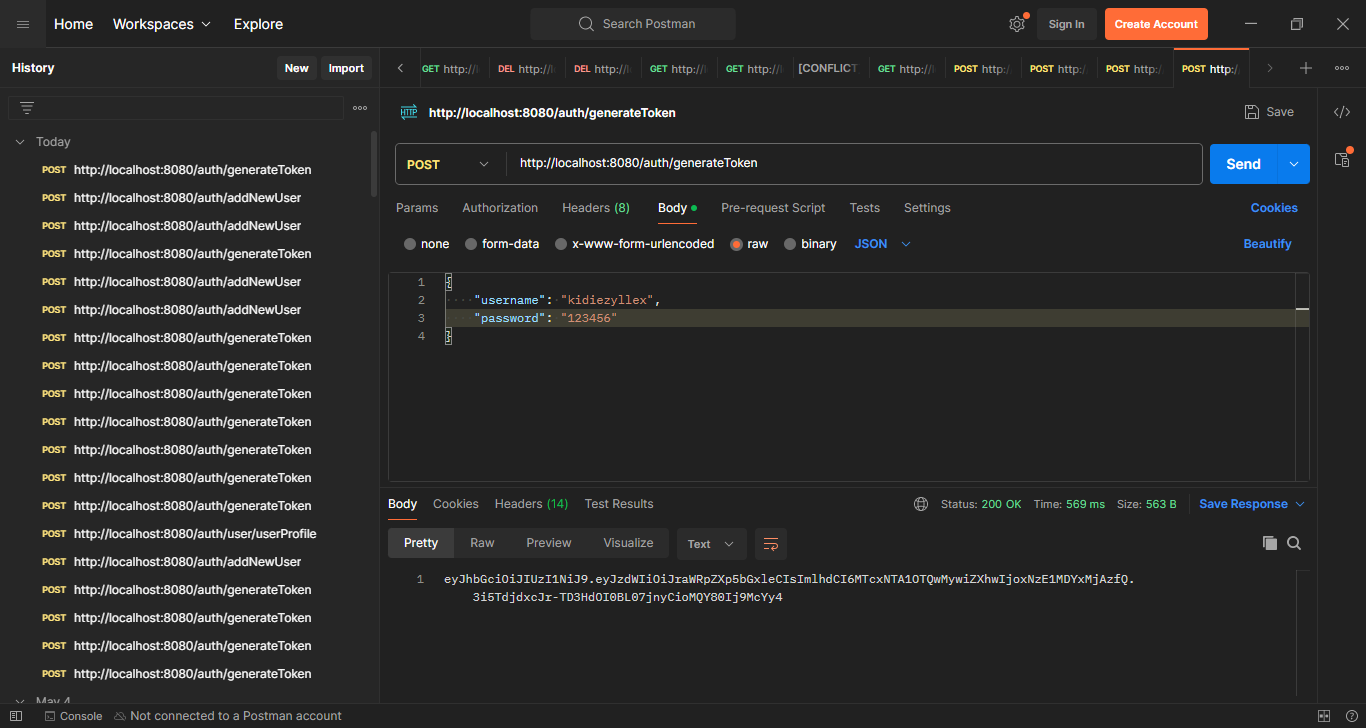 Home Workspaces Explore Search Postman Sign In Create Account
History New Import
GET http:// DEL http:// DEL http:// GET http:// GET http:// [CONFLICT GET http:// POST http:/ POST http:/ POST http:/ POST http:/
HTTP http://localhost:8080/auth/generateToken Save
POST http://localhost:8080/auth/generateToken Send
Params Authorization Headers (8) Body Pre-request Script Tests Settings Cookies
none form-data x-www-form-urlencoded raw binary JSON Beautify
1 {
2 "username": "kidiezyllex",
3 "password": "123456"
4 }
Today
POST http://localhost:8080/auth/generateToken
POST http://localhost:8080/auth/addNewUser
POST http://localhost:8080/auth/addNewUser
POST http://localhost:8080/auth/generateToken
POST http://localhost:8080/auth/addNewUser
POST http://localhost:8080/auth/addNewUser
POST http://localhost:8080/auth/generateToken
POST http://localhost:8080/auth/generateToken
POST http://localhost:8080/auth/generateToken
POST http://localhost:8080/auth/generateToken
POST http://localhost:8080/auth/generateToken
POST http://localhost:8080/auth/generateToken
POST http://localhost:8080/auth/generateToken
POST http://localhost:8080/auth/user/userProfile
POST http://localhost:8080/auth/addNewUser
POST http://localhost:8080/auth/generateToken
POST http://localhost:8080/auth/generateToken
POST http://localhost:8080/auth/generateToken
POST http://localhost:8080/auth/generateToken
May 4
Body Cookies Headers (14) Test Results Status: 200 OK Time: 569 ms Size: 563 B Save Response
Pretty Raw Preview Visualize Text
1 eyJhbGciOiJIUzI1NiJ9.eyJzdWIiOiJraWRpZXp5bGxleCIsImlhdCI6MTcxNTA1OTQwMywiZXhwIjoxNzE1MDYxMjAzfQ.
3i5TdjdxcJr-TD3HdOI0BL07jnyCioMQY80Ij9McYy4
Console Not connected to a Postman account